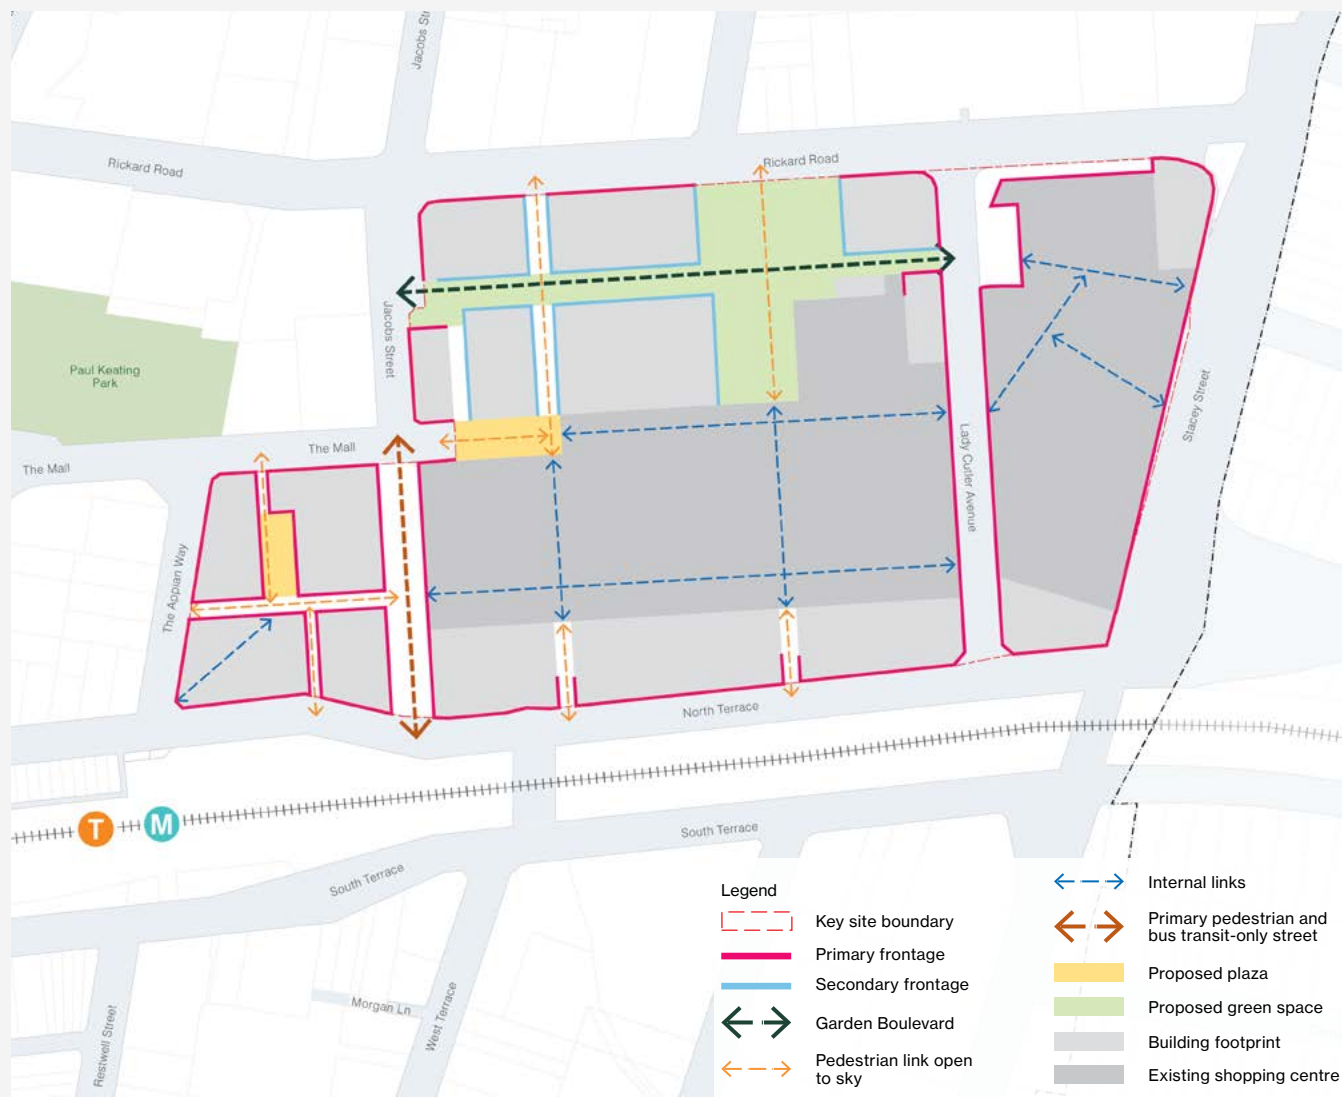 Jacobs Str
Rickard Road
Rickard Road
Jacobs Street
Paul Keating
Park
The Mall
The Mall
Stacey Street
Lady Cutler Avenue
The Appian Way
North Terrace
T
M
South Terrace
South Terrace
Morgan Ln
West Terrace
Restwell Street
Legend
Key site boundary
Primary frontage
Secondary frontage
Garden Boulevard
Pedestrian link open
to sky
Internal links
Primary pedestrian and
bus transit-only street
Proposed plaza
Proposed green space
Building footprint
Existing shopping centre